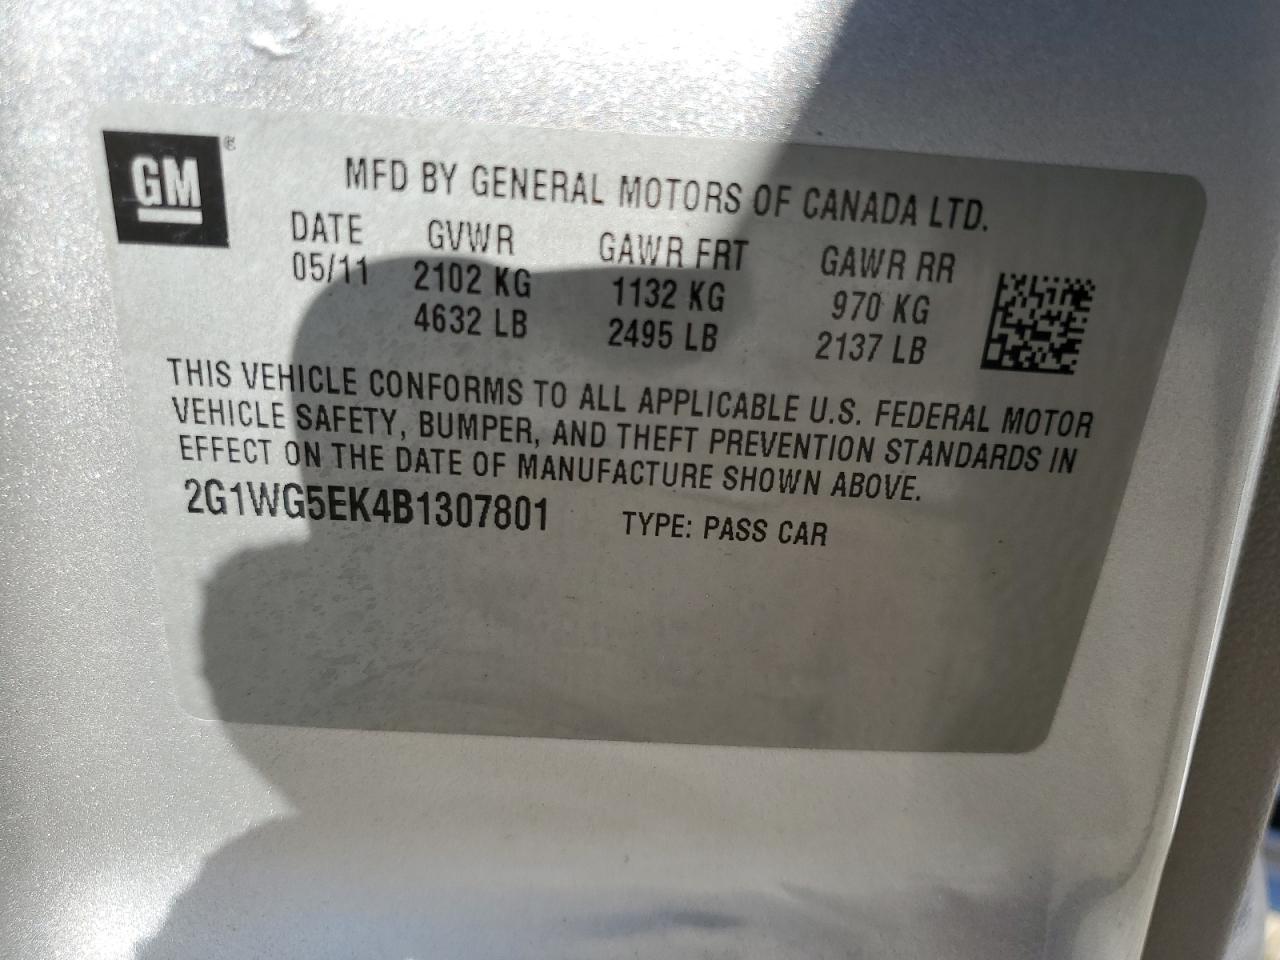 GM ®
MFD BY GENERAL MOTORS OF CANADA LTD.
DATE GVWR GAWR FRT GAWR RR
05/11 2102 KG 1132 KG 970 KG
4632 LB 2495 LB 2137 LB
THIS VEHICLE CONFORMS TO ALL APPLICABLE U.S. FEDERAL MOTOR
VEHICLE SAFETY, BUMPER, AND THEFT PREVENTION STANDARDS IN
EFFECT ON THE DATE OF MANUFACTURE SHOWN ABOVE.
2G1WG5EK4B1307801 TYPE: PASS CAR